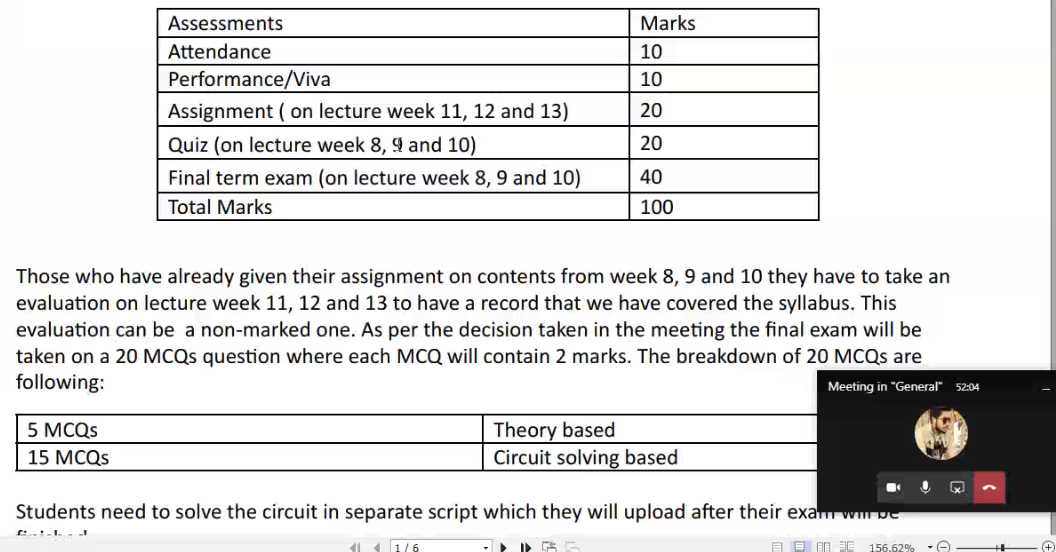 Assessments Marks
Attendance 10
Performance/Viva 10
Assignment ( on lecture week 11, 12 and 13) 20
Quiz (on lecture week 8, 9 and 10) 20
Final term exam (on lecture week 8, 9 and 10) 40
Total Marks 100
Those who have already given their assignment on contents from week 8, 9 and 10 they have to take an
evaluation on lecture week 11, 12 and 13 to have a record that we have covered the syllabus. This
evaluation can be  a non-marked one. As per the decision taken in the meeting the final exam will be
taken on a 20 MCQs question where each MCQ will contain 2 marks. The breakdown of 20 MCQs are
following:
Meeting in "General" 52:04
5 MCQs Theory based
15 MCQs Circuit solving based
Students need to solve the circuit in separate script which they will upload after their exam will be
1 / 6
156.62%